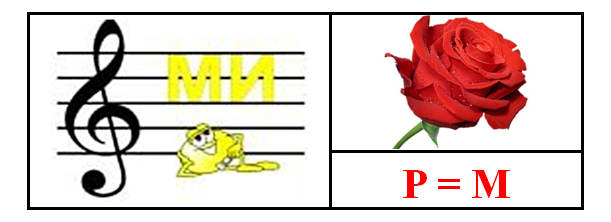 МИ
Р = М